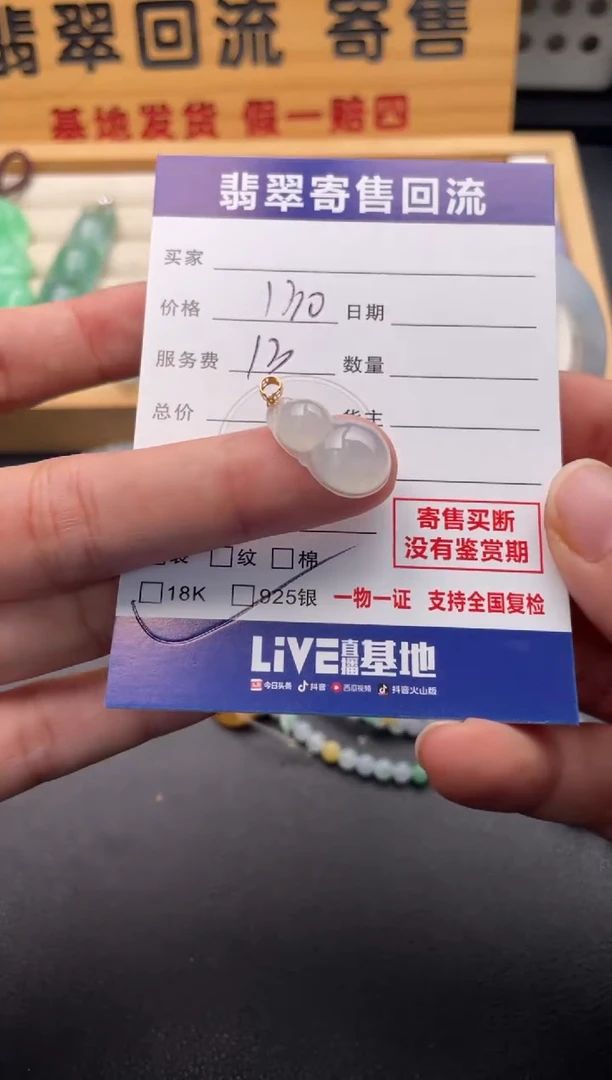 翡翠回流 寄售
基地发货 假一赔四
翡翠寄售回流
买家
价格 130 日期
服务费 13 数量
总价 货主
寄售买断
没有鉴赏期
纹 棉
18K 925银 一物一证 支持全国复检
LiVE直播基地
今日头条 抖音 西瓜视频 抖音火山版